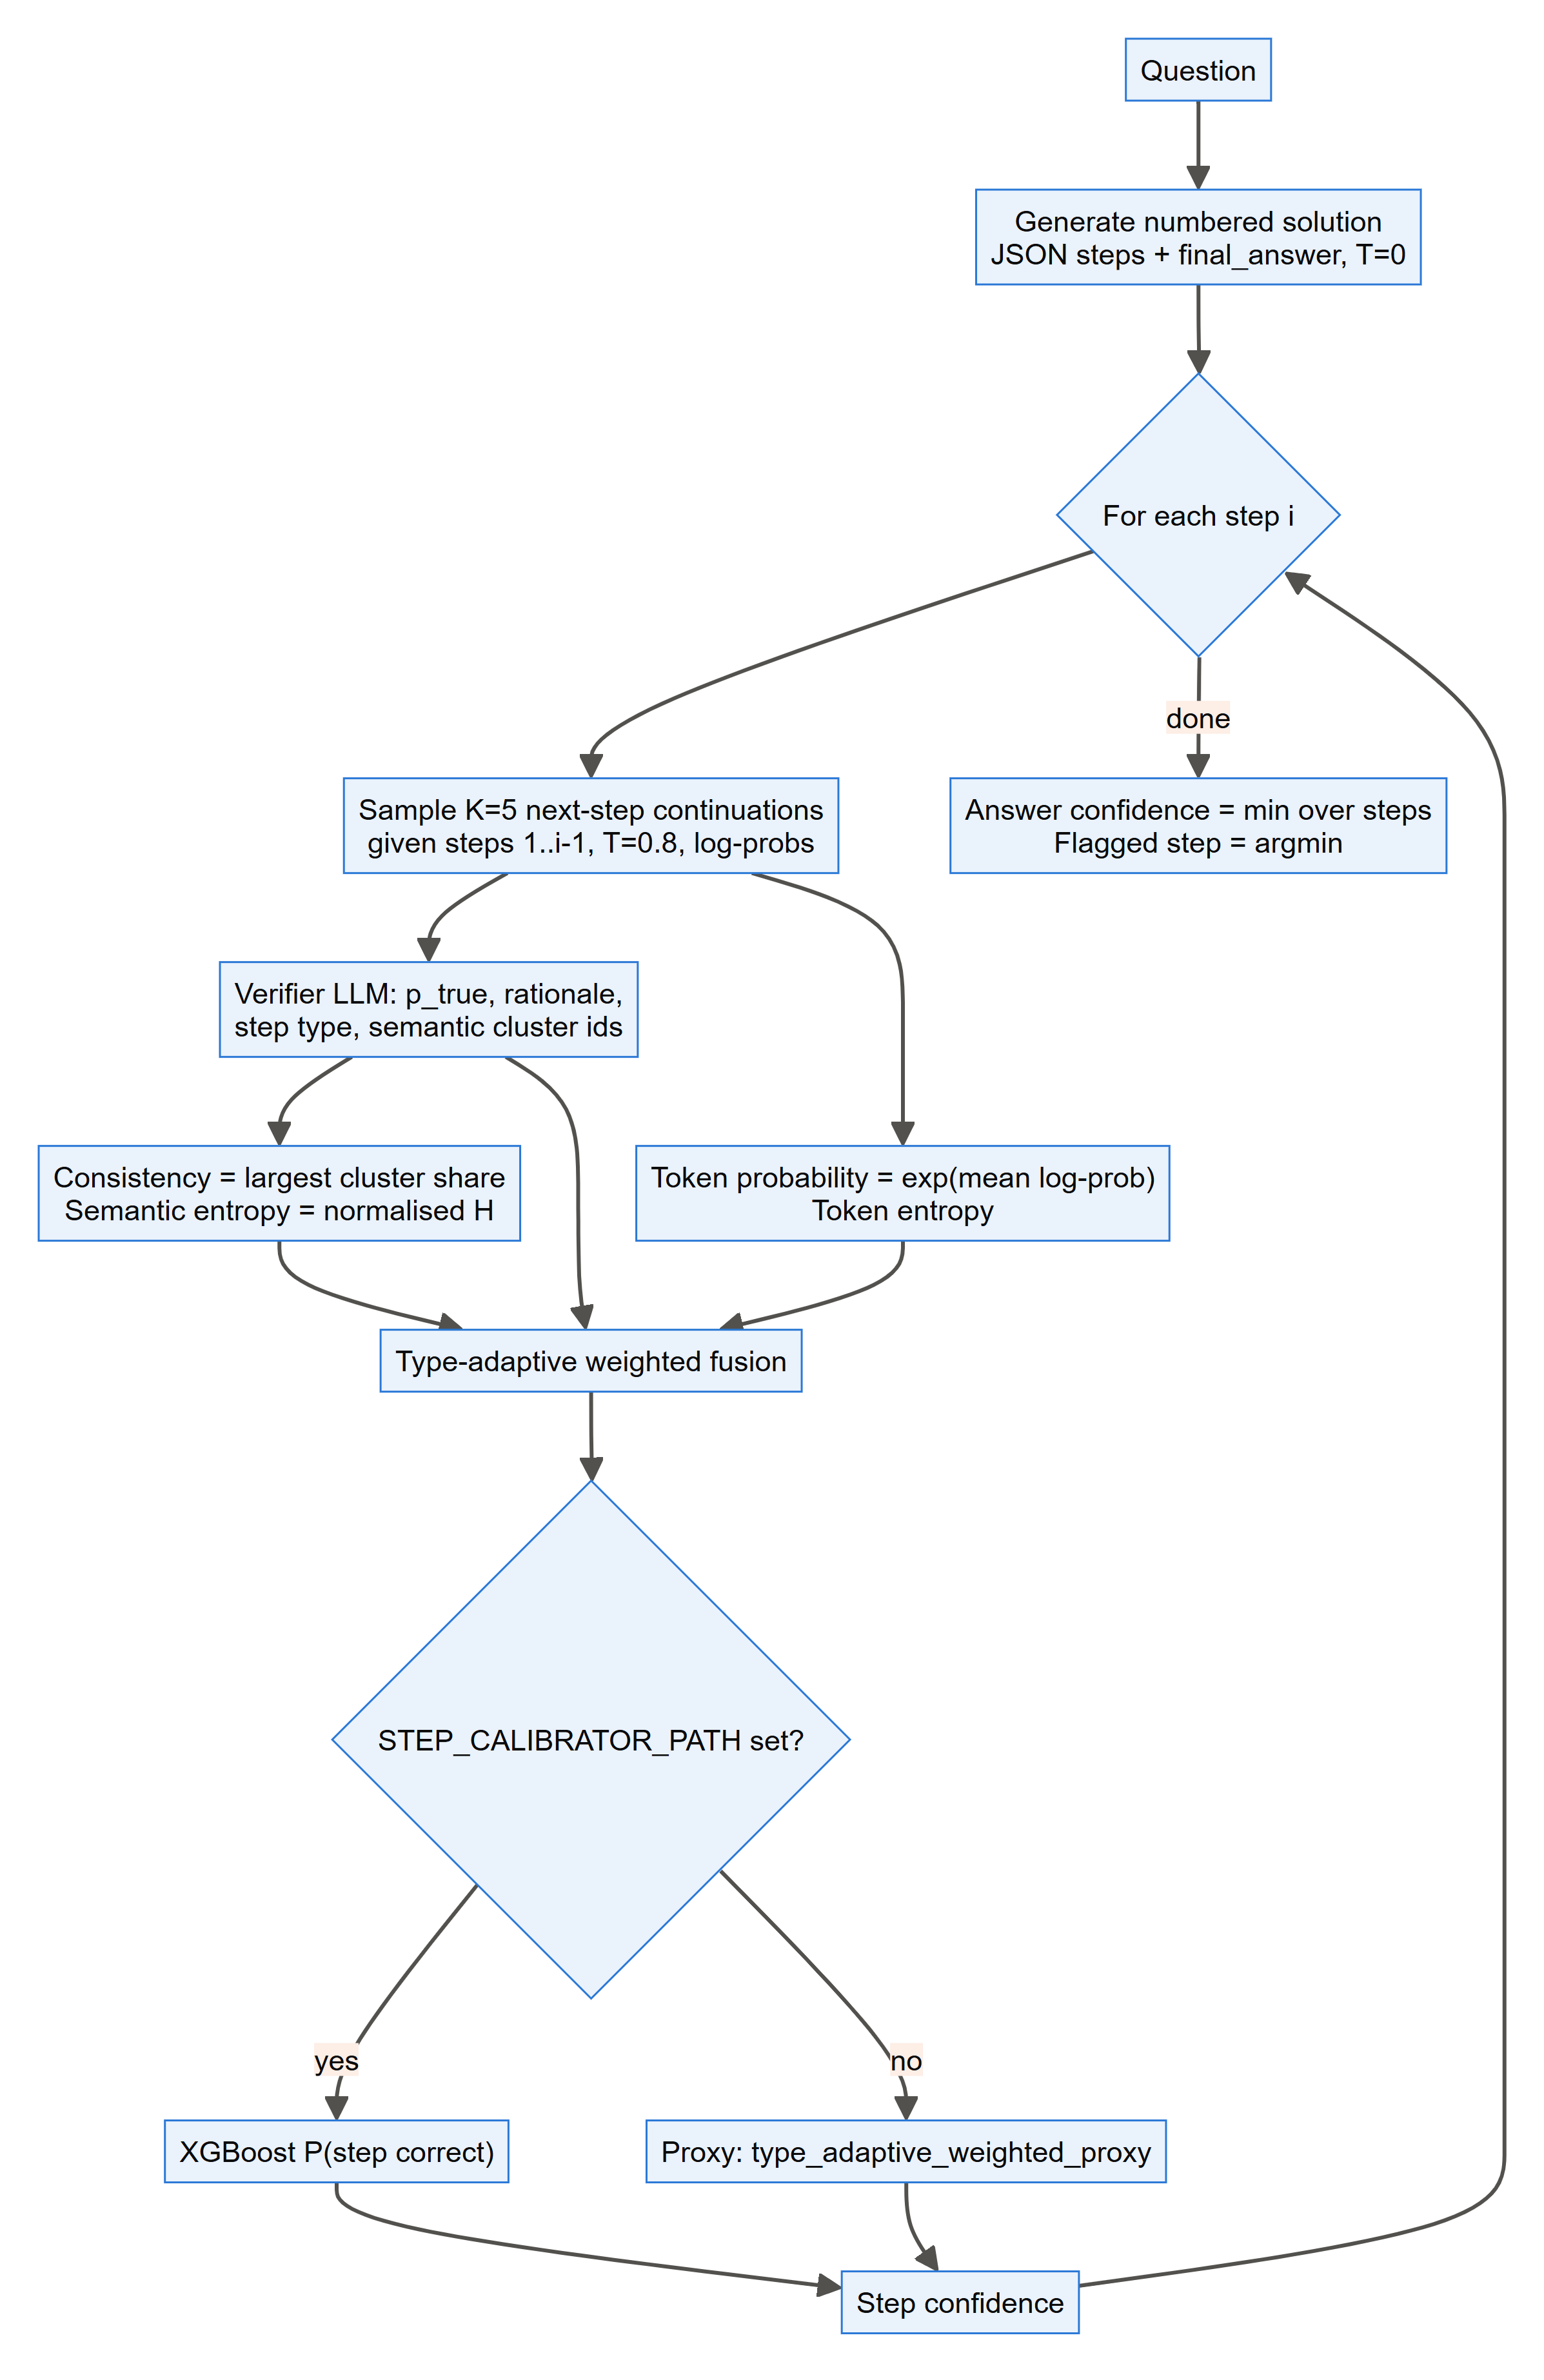 Question
Generate numbered solution
JSON steps + final_answer, T=0
For each step i
done
Sample K=5 next-step continuations
given steps 1..i-1, T=0.8, log-probs
Answer confidence = min over steps
Flagged step = argmin
Verifier LLM: p_true, rationale,
step type, semantic cluster ids
Consistency = largest cluster share
Semantic entropy = normalised H
Token probability = exp(mean log-prob)
Token entropy
Type-adaptive weighted fusion
STEP_CALIBRATOR_PATH set?
yes
no
XGBoost P(step correct)
Proxy: type_adaptive_weighted_proxy
Step confidence